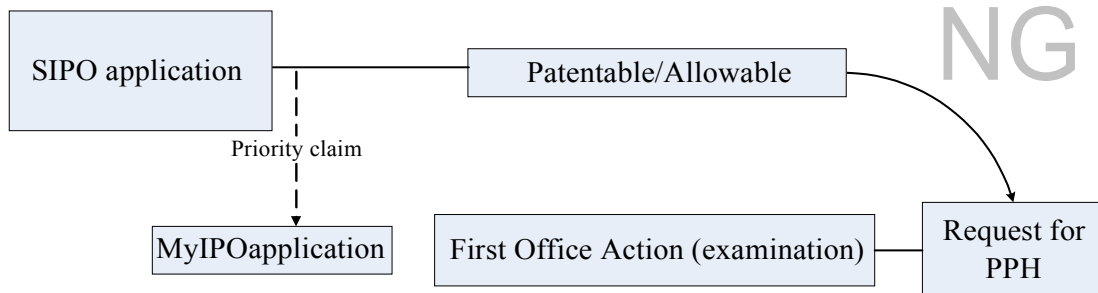 SIPO application
Patentable/Allowable
NG
Priority claim
MyIPOapplication
First Office Action (examination)
Request for
PPH